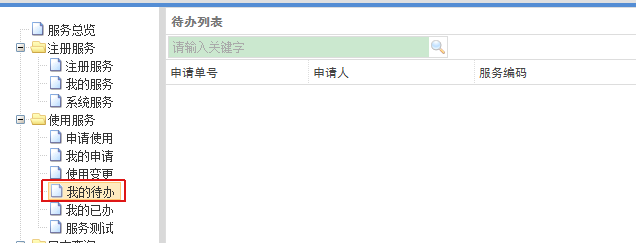 服务总览
注册服务
注册服务
我的服务
系统服务
使用服务
申请使用
我的申请
使用变更
我的待办
我的已办
服务测试
待办列表
请输入关键字
申请单号 申请人 服务编码